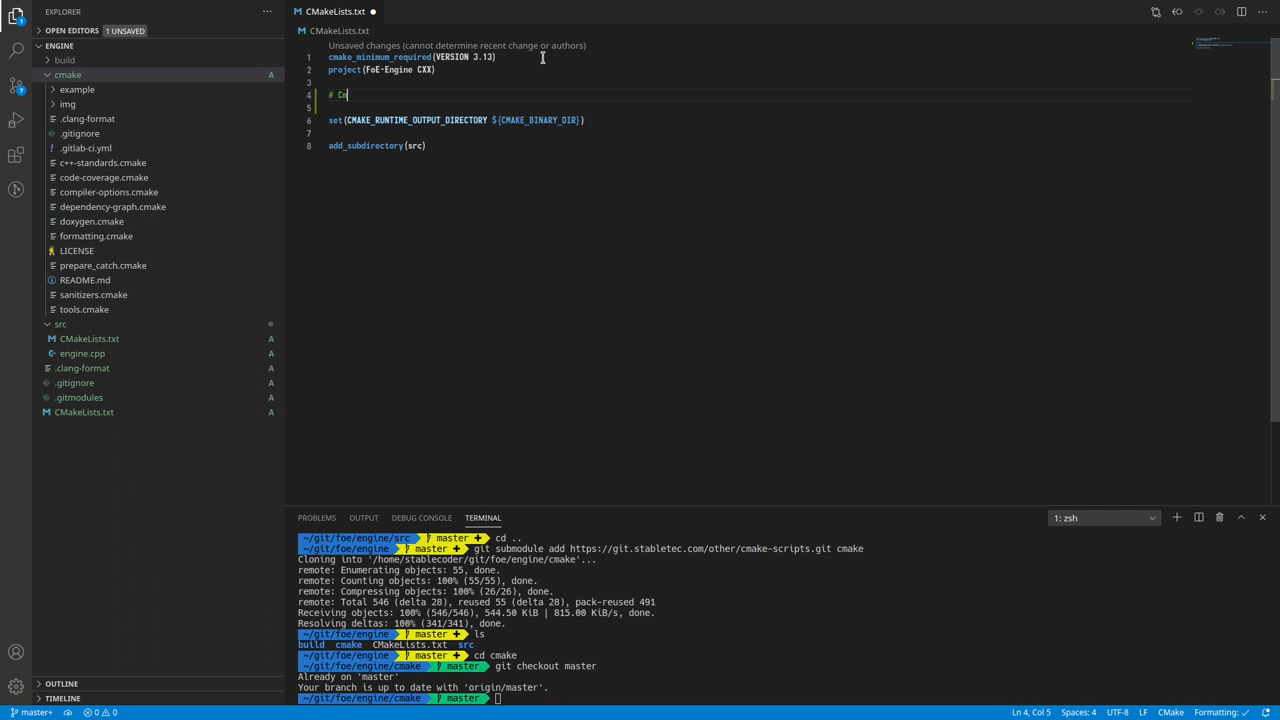 EXPLORER
OPEN EDITORS 1 UNSAVED
ENGINE
build
cmake A
example
img
.clang-format
.gitignore
.gitlab-ci.yml
c++-standards.cmake
code-coverage.cmake
compiler-options.cmake
dependency-graph.cmake
doxygen.cmake
formatting.cmake
LICENSE
prepare_catch.cmake
README.md
sanitizers.cmake
tools.cmake
src
CMakeLists.txt A
engine.cpp A
.clang-format A
.gitignore A
.gitmodules A
CMakeLists.txt A
OUTLINE
TIMELINE
1
7
CMakeLists.txt
CMakeLists.txt
Unsaved changes (cannot determine recent change or authors)
1 cmake_minimum_required(VERSION 3.13)
2 project(FoE-Engine CXX)
3
4 # Cm
5
6 set(CMAKE_RUNTIME_OUTPUT_DIRECTORY ${CMAKE_BINARY_DIR})
7
8 add_subdirectory(src)
PROBLEMS OUTPUT DEBUG CONSOLE TERMINAL 1: zsh
~/git/foe/engine/src master + cd ..
~/git/foe/engine master + git submodule add https://git.stabletec.com/other/cmake-scripts.git cmake
Cloning into '/home/stablecoder/git/foe/engine/cmake'...
remote: Enumerating objects: 55, done.
remote: Counting objects: 100% (55/55), done.
remote: Compressing objects: 100% (26/26), done.
remote: Total 546 (delta 28), reused 55 (delta 28), pack-reused 491
Receiving objects: 100% (546/546), 544.50 KiB | 815.00 KiB/s, done.
Resolving deltas: 100% (341/341), done.
~/git/foe/engine master + ls
build cmake CMakeLists.txt src
~/git/foe/engine master + cd cmake
~/git/foe/engine/cmake master git checkout master
Already on 'master'
Your branch is up to date with 'origin/master'.
~/git/foe/engine/cmake master
master+ 0 0 Ln 4, Col 5 Spaces: 4 UTF-8 LF CMake Formatting: ✓